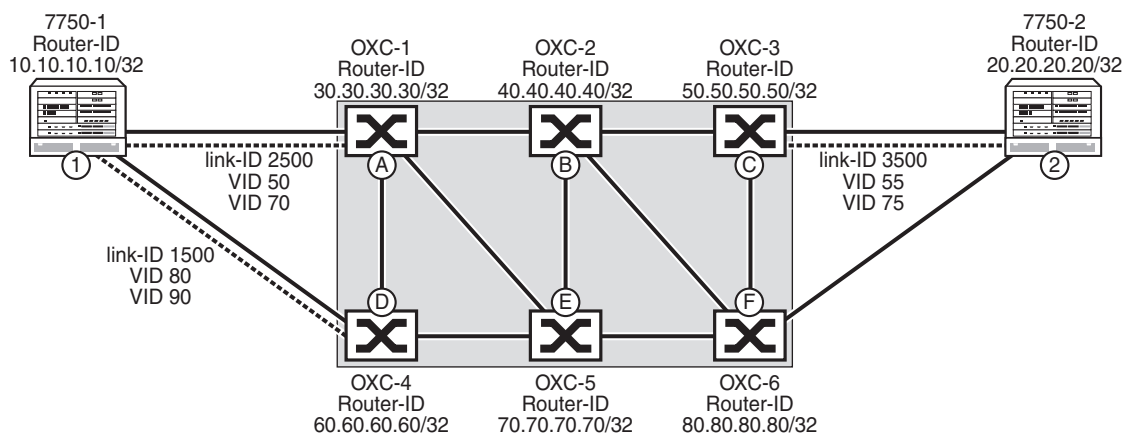 7750-1
Router-ID
10.10.10.10/32
OXC-1
Router-ID
30.30.30.30/32
OXC-2
Router-ID
40.40.40.40/32
OXC-3
Router-ID
50.50.50.50/32
7750-2
Router-ID
20.20.20.20/32
1
A
B
C
2
link-ID 2500
VID 50
VID 70
link-ID 3500
VID 55
VID 75
link-ID 1500
VID 80
VID 90
D
E
F
OXC-4
Router-ID
60.60.60.60/32
OXC-5
Router-ID
70.70.70.70/32
OXC-6
Router-ID
80.80.80.80/32